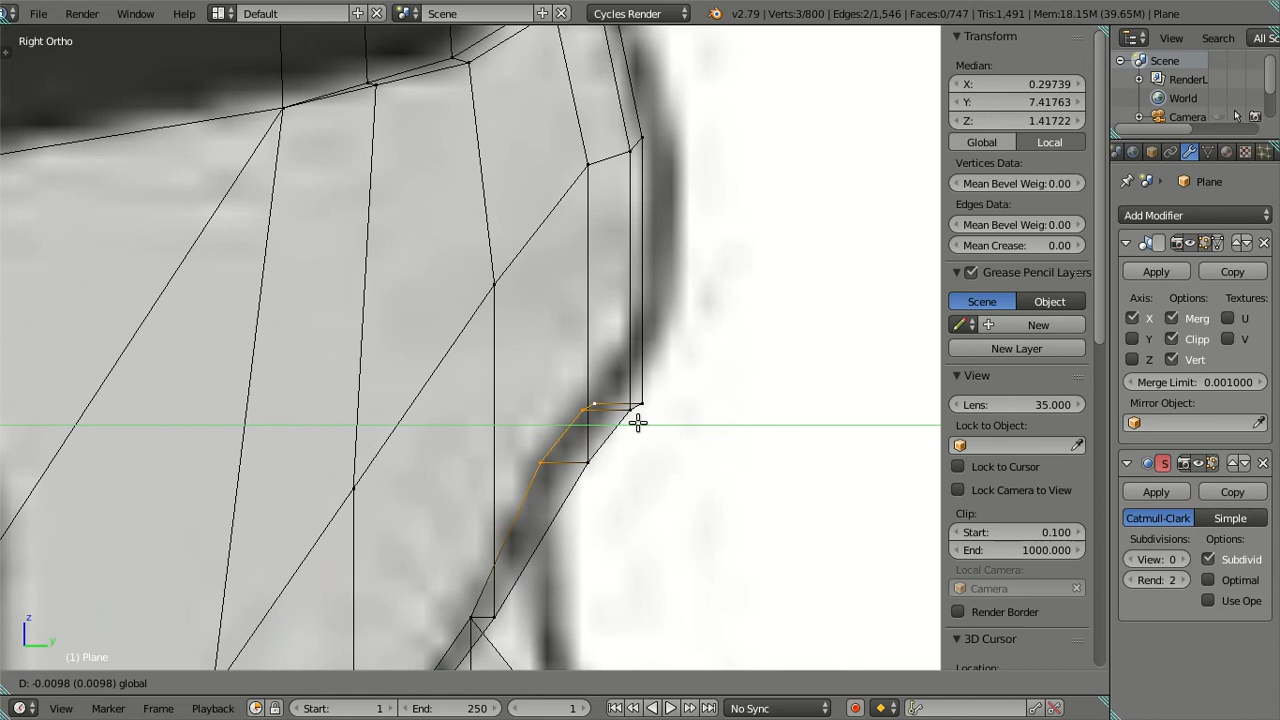 File Render Window Help Default Scene Cycles Render v2.79 | Verts:3/800 | Edges:2/1,546 | Faces:0/747 | Tris:1,491 | Mem:18.15M (39.65M) | Plane
Right Ortho
Transform
Median:
X: 0.29739
Y: 7.41763
Z: 1.41722
Global Local
Vertices Data:
Mean Bevel Weig: 0.00
Edges Data:
Mean Bevel Weig: 0.00
Mean Crease: 0.00
Grease Pencil Layers
Scene Object
New
New Layer
View
Lens: 35.000
Lock to Object:
Lock to Cursor
Lock Camera to View
Clip:
Start: 0.100
End: 1000.000
Local Camera:
Camera
Render Border
3D Cursor
Location:
View Search All Sc
Scene
RenderL
World
Camera
Plane
Add Modifier
Apply Copy
Axis: Options: Textures:
X Merg U
Y Clipp V
Z Vert
Merge Limit: 0.001000
Mirror Object:
S
Apply Copy
Catmull-Clark Simple
Subdivisions: Options:
View: 0 Subdivid
Rend: 2 Optimal
Use Ope
z
y
(1) Plane
D: -0.0098 (0.0098) global
View Marker Frame Playback Start: 1 End: 250 1 No Sync